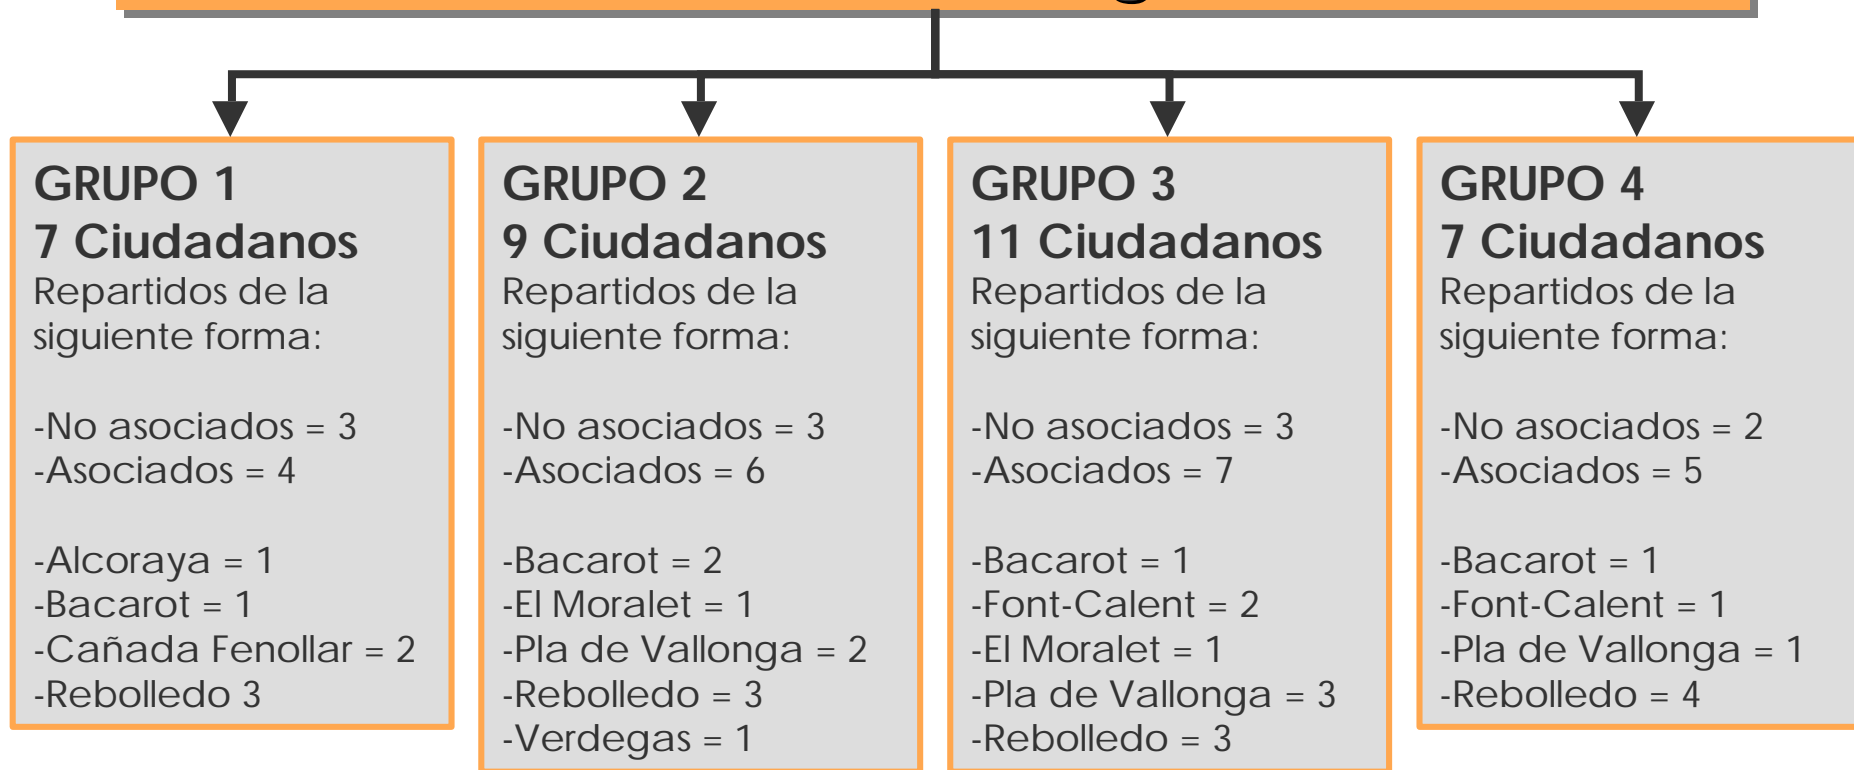 GRUPO 1
7 Ciudadanos
Repartidos de la
siguiente forma:
-No asociados = 3
-Asociados = 4
-Alcoraya = 1
-Bacarot = 1
-Cañada Fenollar = 2
-Rebolledo 3
GRUPO 2
9 Ciudadanos
Repartidos de la
siguiente forma:
-No asociados = 3
-Asociados = 6
-Bacarot = 2
-El Moralet = 1
-Pla de Vallonga = 2
-Rebolledo = 3
-Verdegas = 1
GRUPO 3
11 Ciudadanos
Repartidos de la
siguiente forma:
-No asociados = 3
-Asociados = 7
-Bacarot = 1
-Font-Calent = 2
-El Moralet = 1
-Pla de Vallonga = 3
-Rebolledo = 3
GRUPO 4
7 Ciudadanos
Repartidos de la
siguiente forma:
-No asociados = 2
-Asociados = 5
-Bacarot = 1
-Font-Calent = 1
-Pla de Vallonga = 1
-Rebolledo = 4